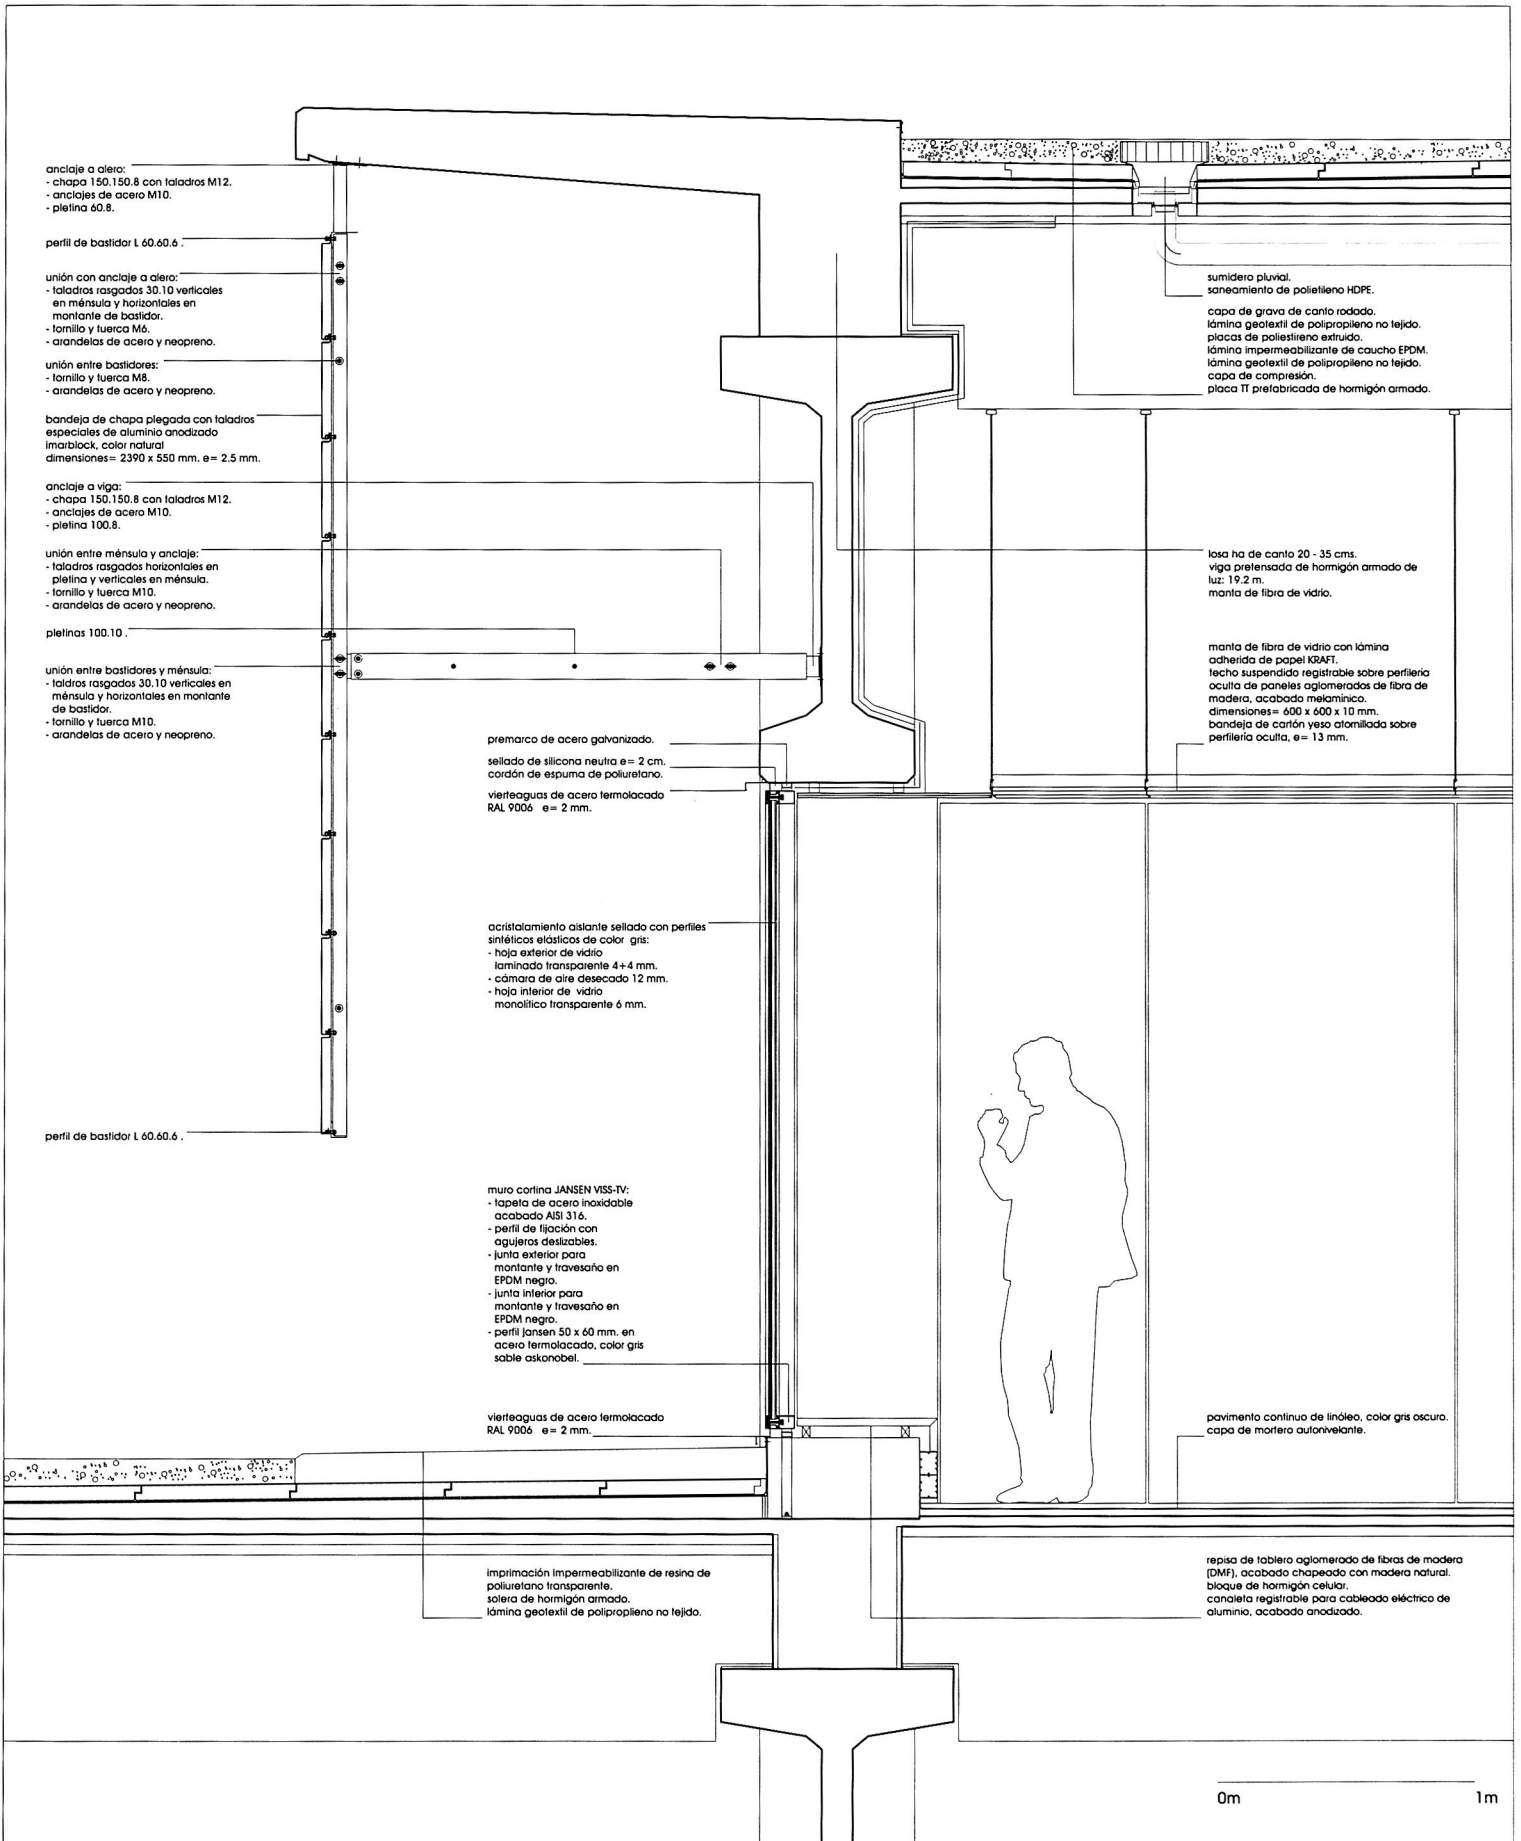 anclaje a alero:
- chapa 150.150.8 con taladros M12.
- anclajes de acero M10.
- pletina 60.8.
perfil de bastidor L 60.60.6 .
unión con anclaje a alero:
- taladros rasgados 30.10 verticales
en ménsula y horizontales en
montante de bastidor.
- tornillo y tuerca M6.
- arandelas de acero y neopreno.
unión entre bastidores:
- tornillo y tuerca M8.
- arandelas de acero y neopreno.
bandeja de chapa plegada con taladros
especiales de aluminio anodizado
imarblock, color natural
dimensiones= 2390 x 550 mm. e= 2.5 mm.
anclaje a viga:
- chapa 150.150.8 con taladros M12.
- anclajes de acero M10.
- pletina 100.8.
unión entre ménsula y anclaje:
- taladros rasgados horizontales en
pletina y verticales en ménsula.
- tornillo y tuerca M10.
- arandelas de acero y neopreno.
pletinas 100.10 .
unión entre bastidores y ménsula:
- taldros rasgados 30.10 verticales en
ménsula y horizontales en montante
de bastidor.
- tornillo y tuerca M10.
- arandelas de acero y neopreno.
perfil de bastidor L 60.60.6 .
premarco de acero galvanizado.
sellado de silicona neutra e= 2 cm.
cordón de espuma de poliuretano.
vierteaguas de acero termolacado
RAL 9006 e= 2 mm.
acristalamiento aislante sellado con perfiles
sintéticos elásticos de color gris:
- hoja exterior de vidrio
laminado transparente 4+4 mm.
- cámara de aire desecado 12 mm.
- hoja interior de vidrio
monolítico transparente 6 mm.
muro cortina JANSEN VISS-TV:
- tapeta de acero inoxidable
acabado AISI 316.
- perfil de fijación con
agujeros deslizables.
- junta exterior para
montante y travesaño en
EPDM negro.
- junta interior para
montante y travesaño en
EPDM negro.
- perfil jansen 50 x 60 mm. en
acero termolacado, color gris
sable askonobel.
vierteaguas de acero termolacado
RAL 9006 e= 2 mm.
imprimación impermeabilizante de resina de
poliuretano transparente.
solera de hormigón armado.
lámina geotextil de poliproplieno no tejido.
sumidero pluvial.
saneamiento de polietileno HDPE.
capa de grava de canto rodado.
lámina geotextil de polipropileno no tejido.
placas de poliestireno extruido.
lámina impermeabilizante de caucho EPDM.
lámina geotextil de polipropileno no tejido.
capa de compresión.
placa TT prefabricada de hormigón armado.
losa ha de canto 20 - 35 cms.
viga pretensada de hormigón armado de
luz: 19.2 m.
manta de fibra de vidrio.
manta de fibra de vidrio con lámina
adherida de papel KRAFT.
techo suspendido registrable sobre perfilería
oculta de paneles aglomerados de fibra de
madera, acabado melamínico.
dimensiones= 600 x 600 x 10 mm.
bandeja de cartón yeso atornillada sobre
perfilería oculta, e= 13 mm.
pavimento continuo de linóleo, color gris oscuro.
capa de mortero autonivelante.
repisa de tablero aglomerado de fibras de madera
(DMF), acabado chapeado con madera natural.
bloque de hormigón celular.
canaleta registrable para cableado eléctrico de
aluminio, acabado anodizado.
0m 1m